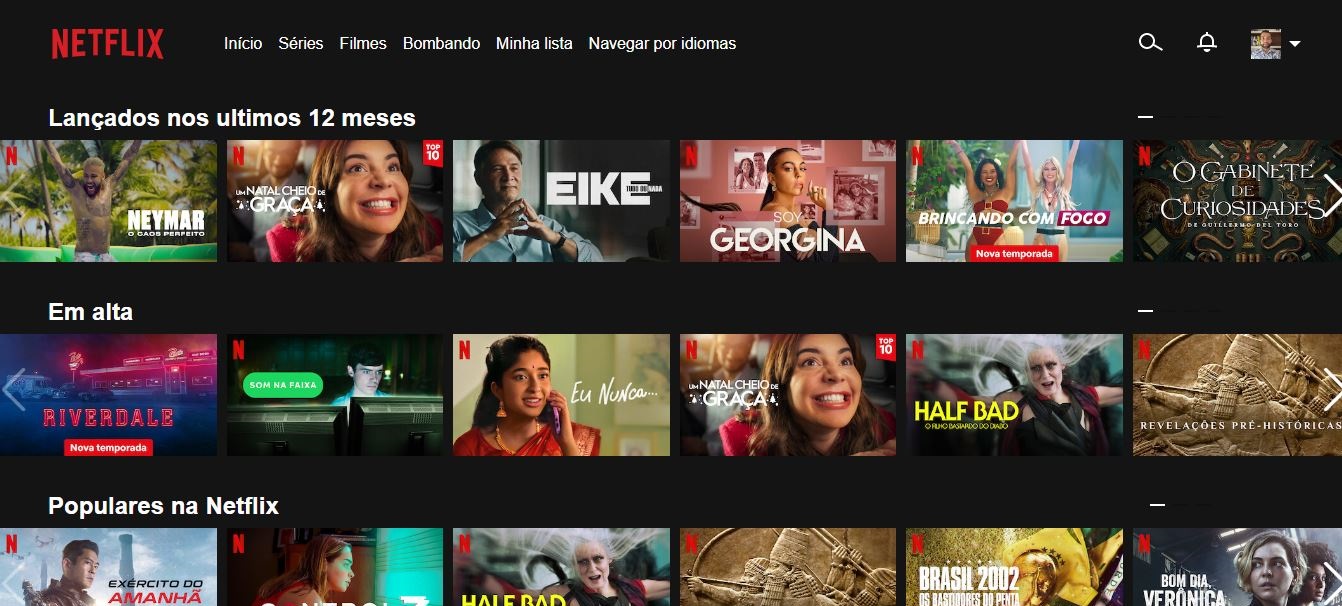 NETFLIX
Início Séries Filmes Bombando Minha lista Navegar por idiomas
Lançados nos ultimos 12 meses
NEYMAR
O CAOS PERFEITO
TOP
10
UM NATAL CHEIO DE
GRAÇA
EIKE TUDO OU NADA
SOY
GEORGINA
BRINCANDO COM FOGO
Nova temporada
O GABINETE
DE
CURIOSIDADES
DE GUILLERMO DEL TORO
Em alta
RIVERDALE
Nova temporada
SOM NA FAIXA
Eu Nunca...
TOP
10
UM NATAL CHEIO DE
GRAÇA
HALF BAD
O FILHO BASTARDO DO DIABO
REVELAÇÕES PRÉ-HISTÓRICAS
Populares na Netflix
EXÉRCITO DO
AMANHÃ
HALF BAD
BRASIL 2002
OS BASTIDORES DO PENTA
BOM DIA,
VERÔNICA